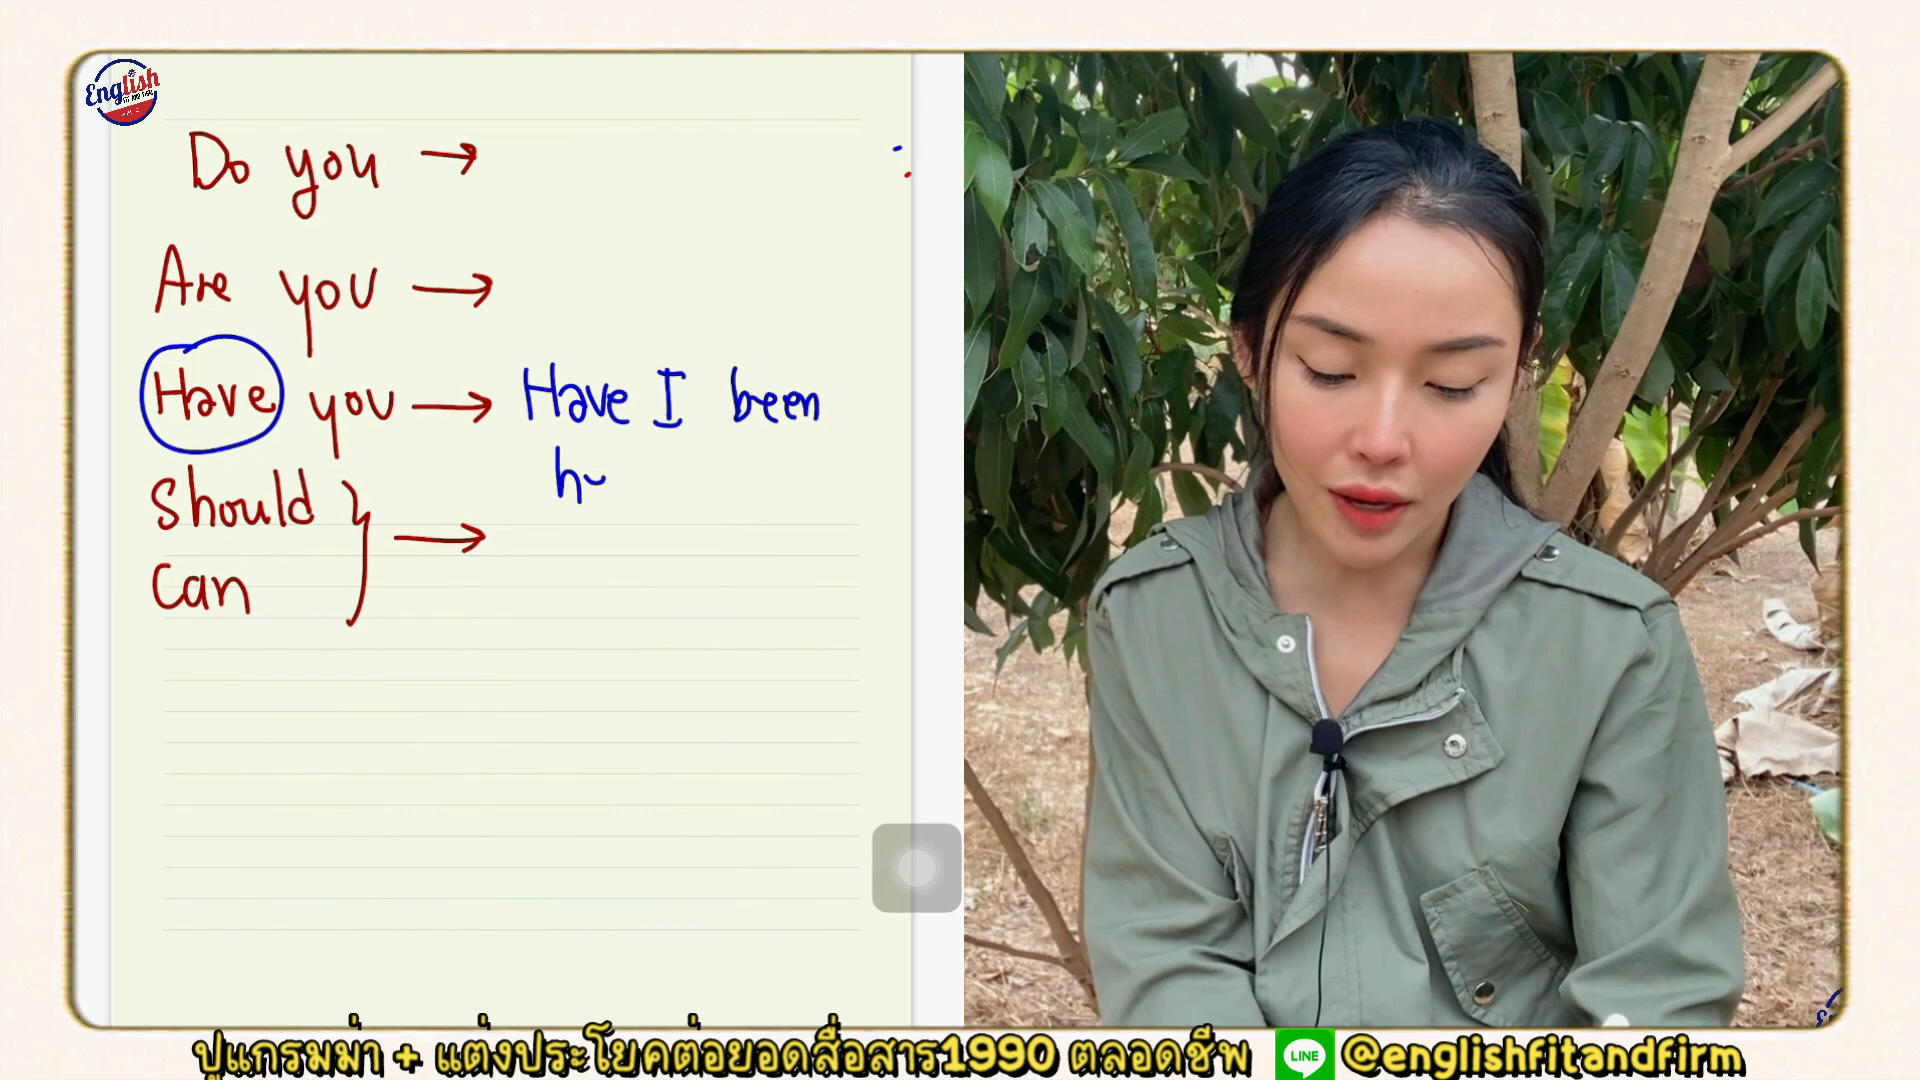 English
Do you →
Are you →
Have you → Have I been
h
should
can
ปูแกรมม่า + แต่งประโยคต่อยอดสื่อสาร1990 ตลอดชีพ LINE @englishfitandfirm